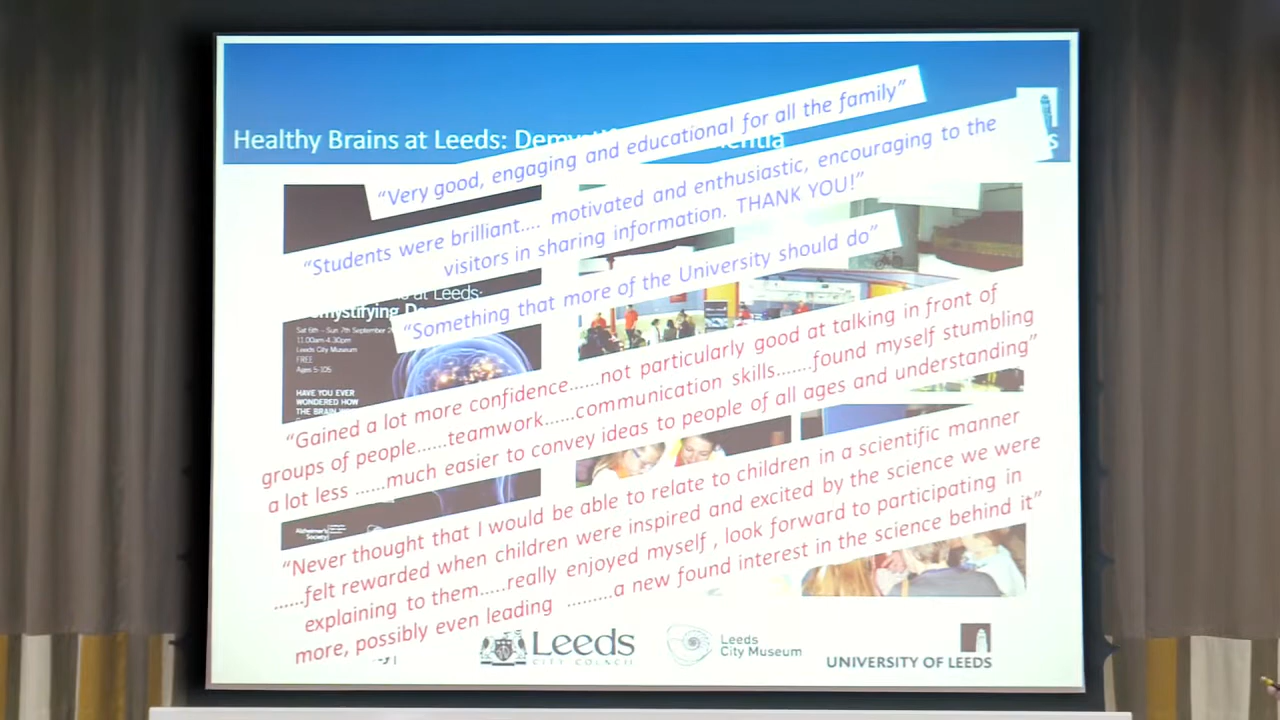 Healthy Brains at Leeds:
"Very good, engaging and educational for all the family"
"Students were brilliant.... motivated and enthusiastic, encouraging to the
visitors in sharing information. THANK YOU!"
"Something that more of the University should do"
at Leeds:
Sat 6th - Sun 7th September
11.00am-4.30pm
Leeds City Museum
FREE
Ages 5-105
HAVE YOU EVER
WONDERED HOW
THE BRAIN
"Gained a lot more confidence......not particularly good at talking in front of
groups of people......teamwork......communication skills.......found myself stumbling
a lot less ......much easier to convey ideas to people of all ages and understanding"
"Never thought that I would be able to relate to children in a scientific manner
......felt rewarded when children were inspired and excited by the science we were
explaining to them.....really enjoyed myself , look forward to participating in
more, possibly even leading .........a new found interest in the science behind it"
Alzheimer's
Society
Leeds
CITY COUNCIL
Leeds
City Museum
UNIVERSITY OF LEEDS